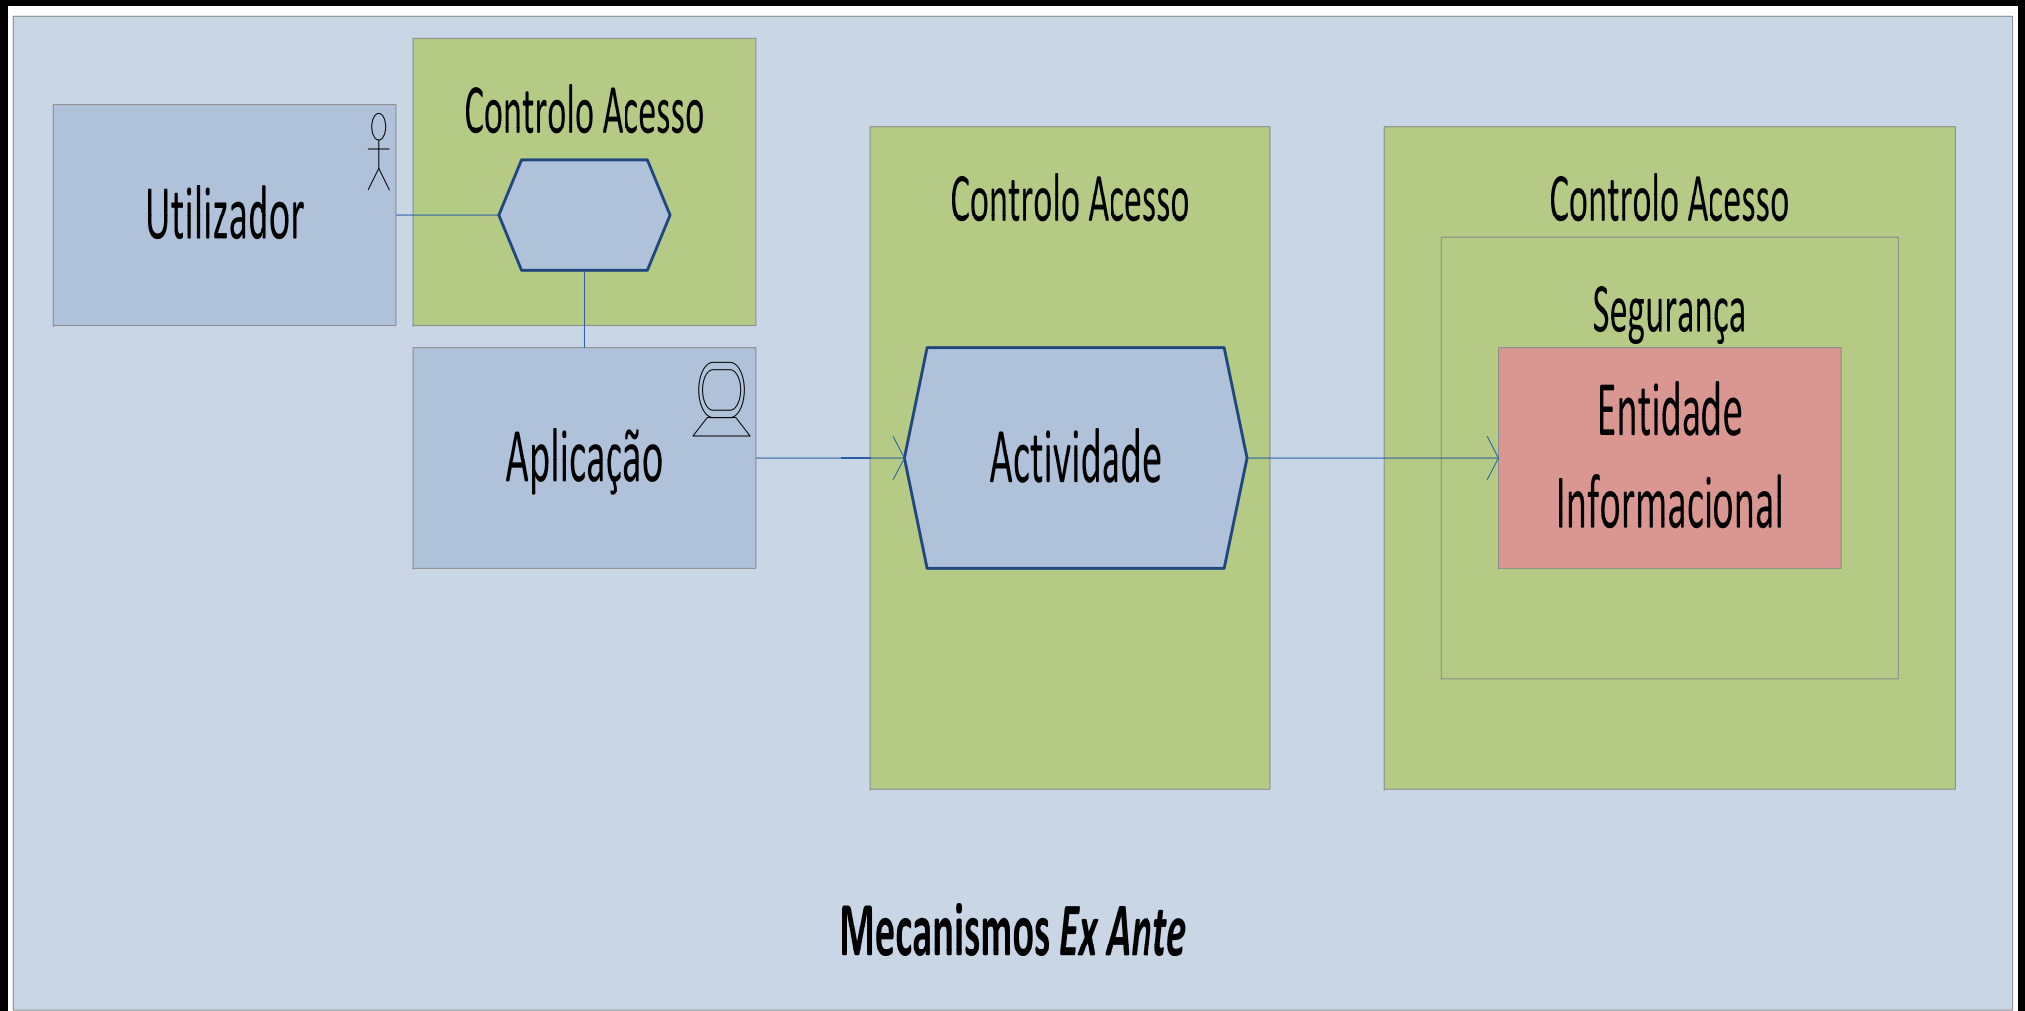 Utilizador
Controlo Acesso
Aplicação
Controlo Acesso
Actividade
Controlo Acesso
Segurança
Entidade
Informacional
Mecanismos Ex Ante